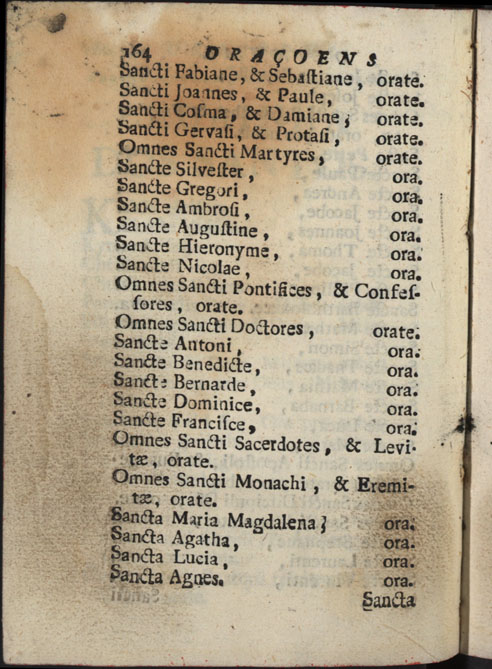 164 ORAÇOENS
Sancti Fabiane, & Sebaſtiane, orate.
Sancti Joannes, & Paule, orate.
Sancti Coſma, & Damiane; orate.
Sancti Gervaſi, & Protaſi, orate.
Omnes Sancti Martyres, orate.
Sancte Silveſter, ora.
Sancte Gregori, ora.
Sancte Ambroſi, ora.
Sancte Auguſtine, ora.
Sancte Hieronyme, ora.
Sancte Nicolae, ora.
Omnes Sancti Pontifices, & Confeſ-
ſores, orate.
Omnes Sancti Doctores, orate.
Sancte Antoni, ora.
Sancte Benedicte, ora.
Sancte Bernarde, ora.
Sancte Dominice, ora.
Sancte Franciſce, ora.
Omnes Sancti Sacerdotes, & Levi-
tæ, orate.
Omnes Sancti Monachi, & Eremi-
tæ, orate.
Sancta Maria Magdalena; ora.
Sancta Agatha, ora.
Sancta Lucia, ora.
Sancta Agnes. ora.
Sancta